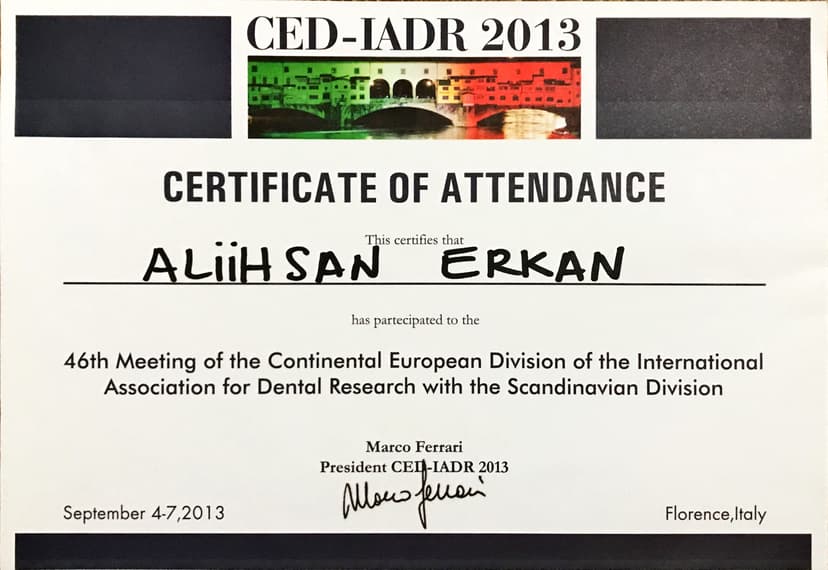 CED-IADR 2013
CERTIFICATE OF ATTENDANCE
This certifies that
ALiiHSAN ERKAN
has partecipated to the
46th Meeting of the Continental European Division of the International
Association for Dental Research with the Scandinavian Division
Marco Ferrari
President CED-IADR 2013
Marco Ferrari
September 4-7,2013
Florence,Italy